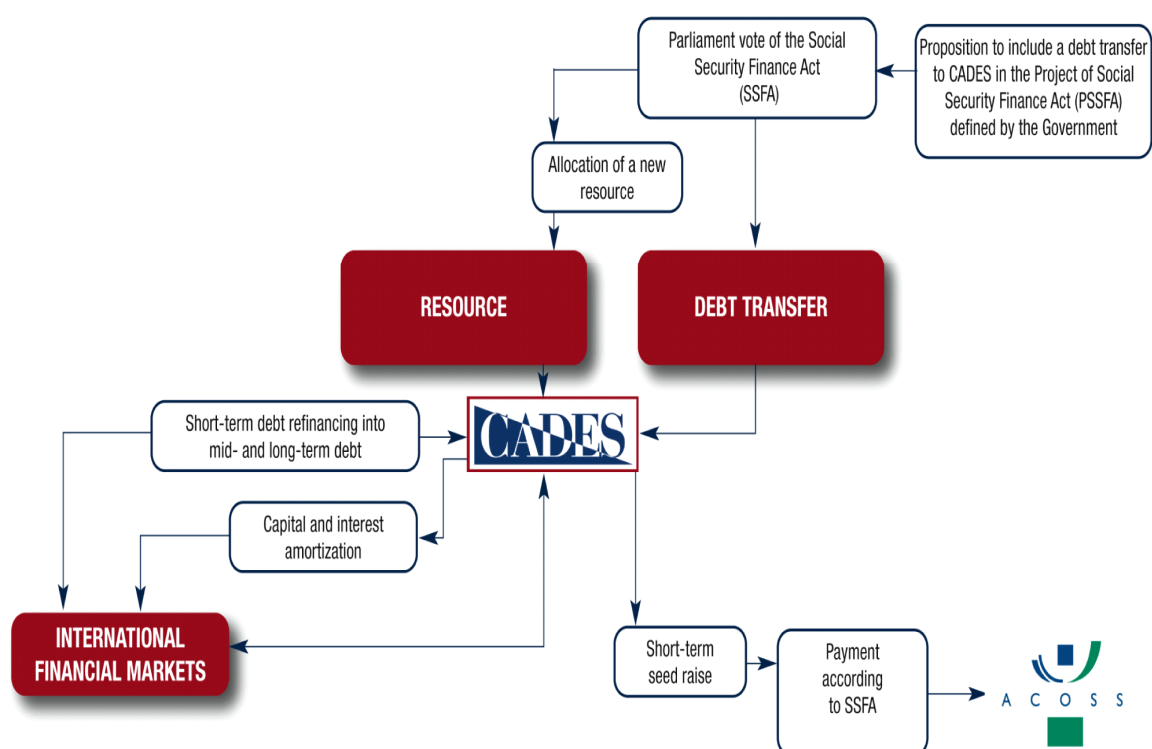 Parliament vote of the Social
Security Finance Act
(SSFA)
Proposition to include a debt transfer
to CADES in the Project of Social
Security Finance Act (PSSFA)
defined by the Government
Allocation of a new
resource
RESOURCE
DEBT TRANSFER
Short-term debt refinancing into
mid- and long-term debt
CADES
Capital and interest
amortization
INTERNATIONAL
FINANCIAL MARKETS
Short-term
seed raise
Payment
according
to SSFA
ACOSS